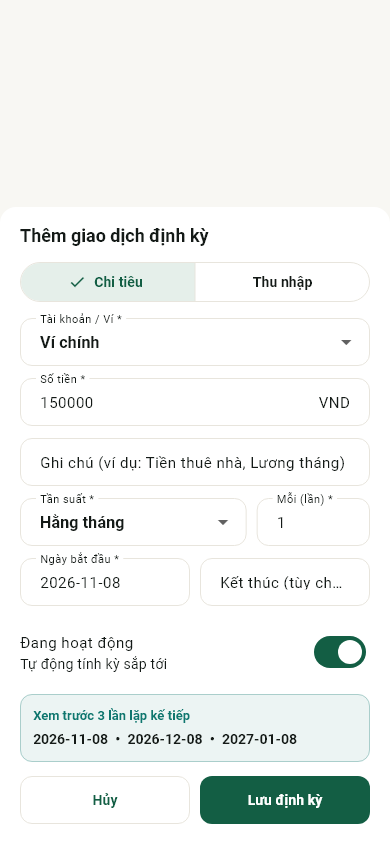 Thêm giao dịch định kỳ
Chi tiêu
Thu nhập
Tài khoản / Ví *
Ví chính
Số tiền *
150000 VND
Ghi chú (ví dụ: Tiền thuê nhà, Lương tháng)
Tần suất *
Hằng tháng
Mỗi (lần) *
1
Ngày bắt đầu *
2026-11-08
Kết thúc (tùy ch...
Đang hoạt động
Tự động tính kỳ sắp tới
Xem trước 3 lần lặp kế tiếp
2026-11-08 • 2026-12-08 • 2027-01-08
Hủy
Lưu định kỳ